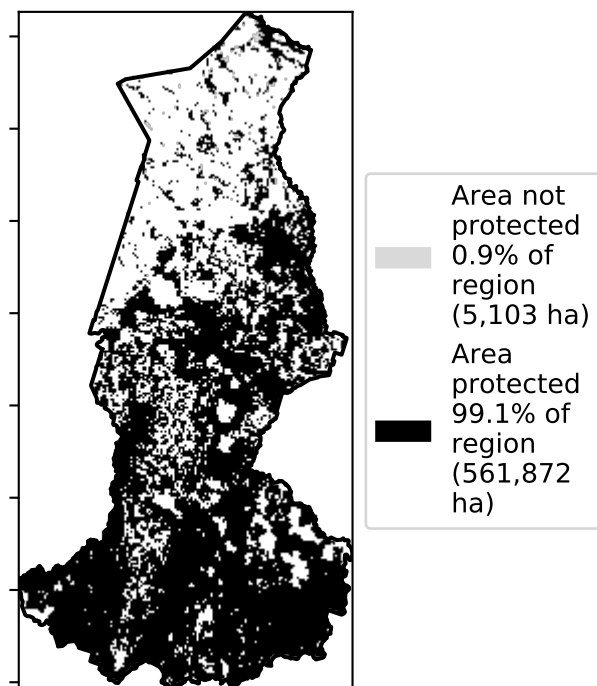 Area not
protected
0.9% of
region
(5,103 ha)
Area
protected
99.1% of
region
(561,872
ha)